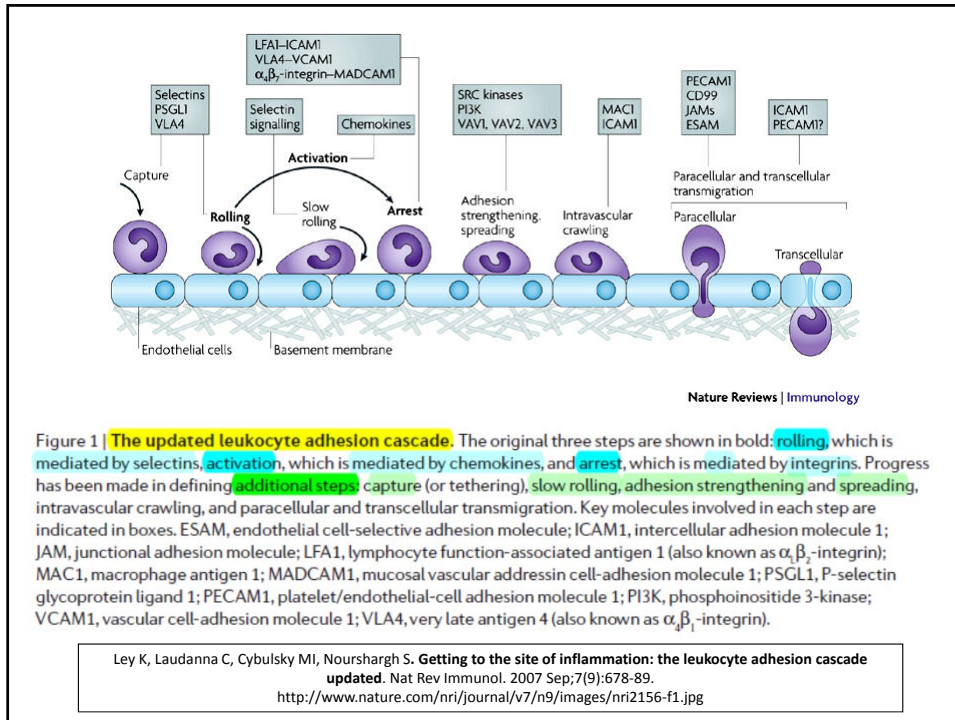 LFA1–ICAM1
VLA4–VCAM1
α₄β₇-integrin–MADCAM1
Selectins
PSGL1
VLA4
Selectin
signalling
Chemokines
SRC kinases
PI3K
VAV1, VAV2, VAV3
MAC1
ICAM1
PECAM1
CD99
JAMs
ESAM
ICAM1
PECAM1?
Capture
Rolling
Activation
Slow
rolling
Arrest
Adhesion
strengthening,
spreading
Intravascular
crawling
Paracellular and transcellular
transmigration
Paracellular
Transcellular
Endothelial cells
Basement membrane
Nature Reviews | Immunology
Figure 1 | The updated leukocyte adhesion cascade. The original three steps are shown in bold: rolling, which is
mediated by selectins, activation, which is mediated by chemokines, and arrest, which is mediated by integrins. Progress
has been made in defining additional steps: capture (or tethering), slow rolling, adhesion strengthening and spreading,
intravascular crawling, and paracellular and transcellular transmigration. Key molecules involved in each step are
indicated in boxes. ESAM, endothelial cell-selective adhesion molecule; ICAM1, intercellular adhesion molecule 1;
JAM, junctional adhesion molecule; LFA1, lymphocyte function-associated antigen 1 (also known as α_Lβ₂-integrin);
MAC1, macrophage antigen 1; MADCAM1, mucosal vascular addressin cell-adhesion molecule 1; PSGL1, P-selectin
glycoprotein ligand 1; PECAM1, platelet/endothelial-cell adhesion molecule 1; PI3K, phosphoinositide 3-kinase;
VCAM1, vascular cell-adhesion molecule 1; VLA4, very late antigen 4 (also known as α₄β₁-integrin).
Ley K, Laudanna C, Cybulsky MI, Nourshargh S. Getting to the site of inflammation: the leukocyte adhesion cascade
updated. Nat Rev Immunol. 2007 Sep;7(9):678-89.
http://www.nature.com/nri/journal/v7/n9/images/nri2156-f1.jpg